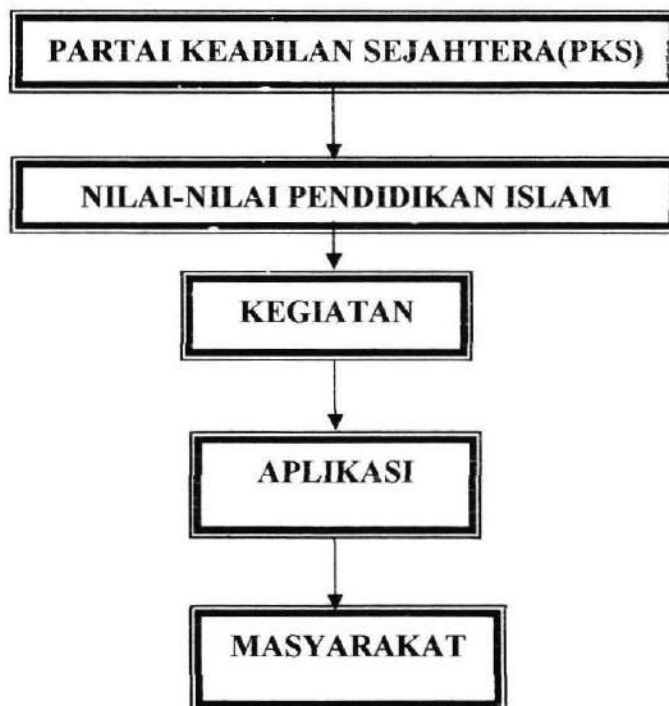 PARTAI KEADILAN SEJAHTERA(PKS)
NILAI-NILAI PENDIDIKAN ISLAM
KEGIATAN
APLIKASI
MASYARAKAT